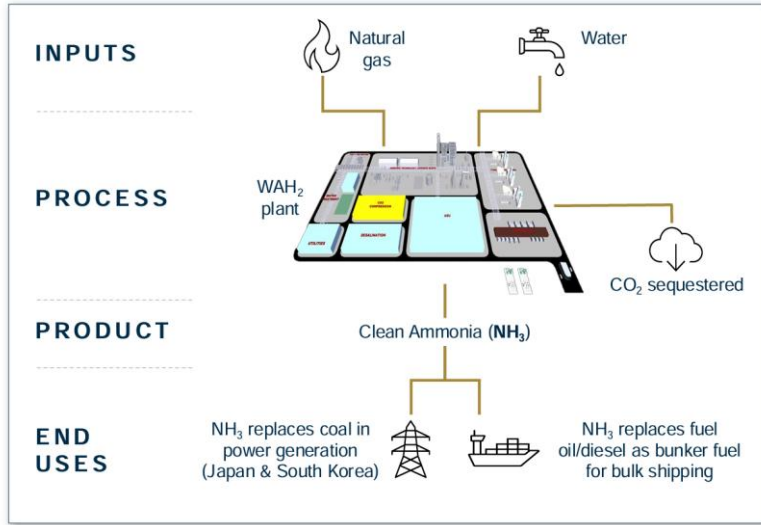 INPUTS
Natural
gas
Water
PROCESS
WAH₂
plant
UTILITIES
DESALINATION
CO₂ sequestered
PRODUCT
Clean Ammonia (NH₃)
END
USES
NH₃ replaces coal in
power generation
(Japan & South Korea)
NH₃ replaces fuel
oil/diesel as bunker fuel
for bulk shipping